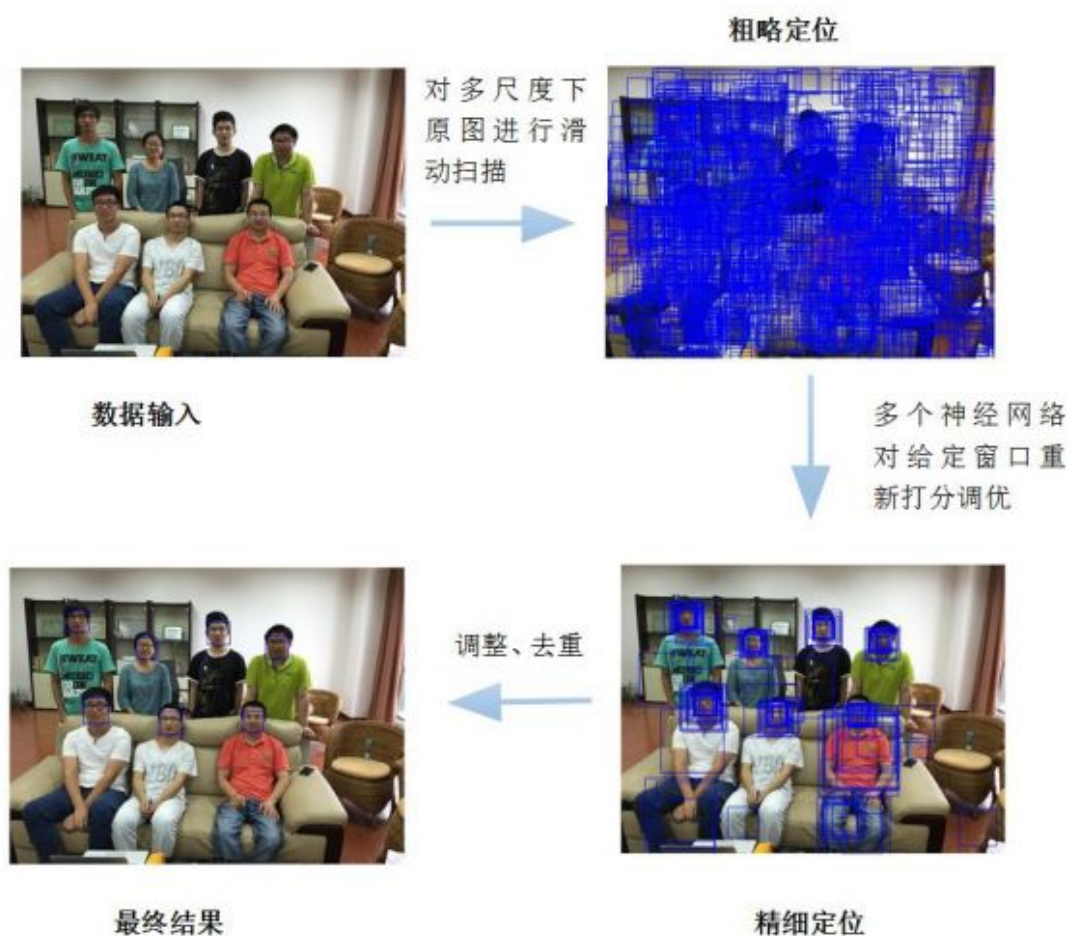 粗略定位
对多尺度下
原图进行滑
动扫描
数据输入
多个神经网络
对给定窗口重
新打分调优
调整、去重
最终结果
精细定位